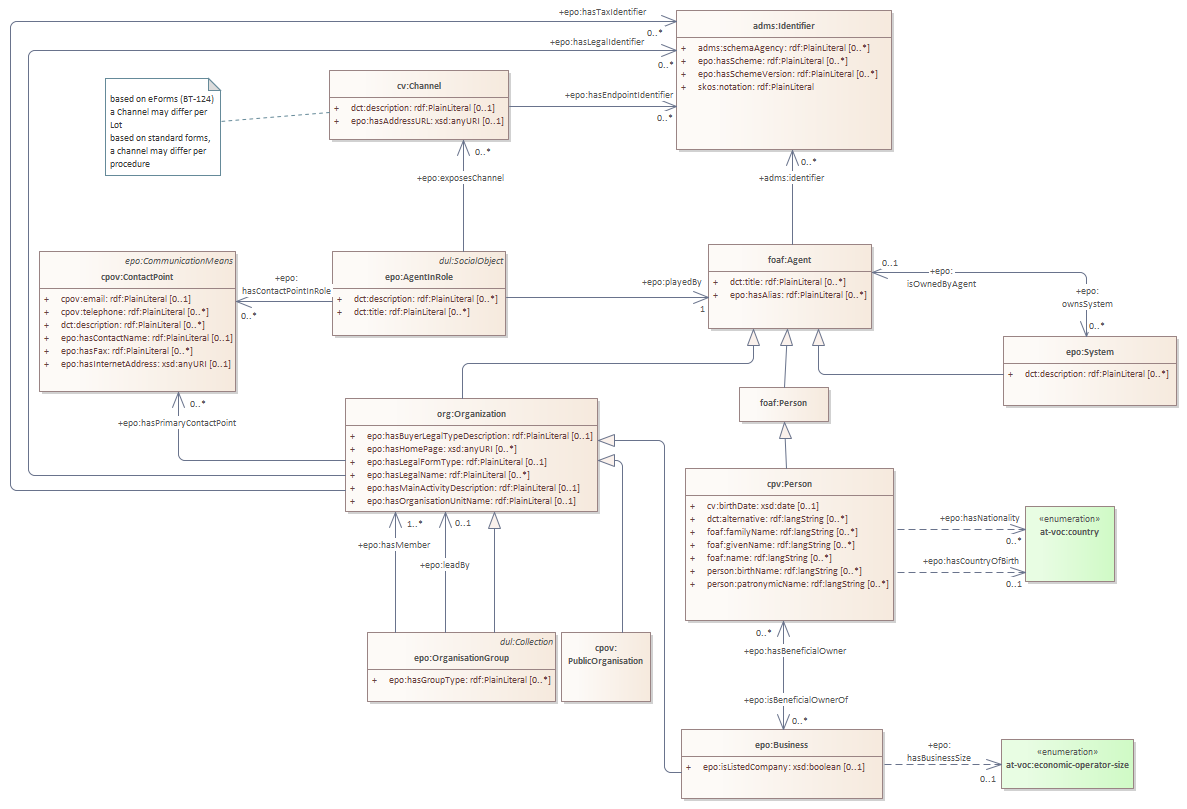 +epo:hasTaxIdentifier
0..*
+epo:hasLegalIdentifier
0..*
adms:Identifier
+ adms:schemaAgency: rdf:PlainLiteral [0..*]
+ epo:hasScheme: rdf:PlainLiteral [0..*]
+ epo:hasSchemeVersion: rdf:PlainLiteral [0..*]
+ skos:notation: rdf:PlainLiteral
based on eForms (BT-124)
a Channel may differ per
Lot
based on standard forms,
a channel may differ per
procedure
cv:Channel
+ dct:description: rdf:PlainLiteral [0..1]
+ epo:hasAddressURL: xsd:anyURI [0..1]
+epo:hasEndpointIdentifier
0..*
0..*
+epo:exposesChannel
0..*
+adms:identifier
epo:CommunicationMeans
cpov:ContactPoint
+ cpov:email: rdf:PlainLiteral [0..1]
+ cpov:telephone: rdf:PlainLiteral [0..*]
+ dct:description: rdf:PlainLiteral [0..*]
+ epo:hasContactName: rdf:PlainLiteral [0..1]
+ epo:hasFax: rdf:PlainLiteral [0..*]
+ epo:hasInternetAddress: xsd:anyURI [0..1]
+epo:
hasContactPointInRole
0..*
dul:SocialObject
epo:AgentInRole
+ dct:description: rdf:PlainLiteral [0..*]
+ dct:title: rdf:PlainLiteral [0..*]
+epo:playedBy
1
foaf:Agent
+ dct:title: rdf:PlainLiteral [0..*]
+ epo:hasAlias: rdf:PlainLiteral [0..*]
0..1
+epo:
isOwnedByAgent
+epo:
ownsSystem
0..*
epo:System
+ dct:description: rdf:PlainLiteral [0..*]
foaf:Person
0..*
+epo:hasPrimaryContactPoint
org:Organization
+ epo:hasBuyerLegalTypeDescription: rdf:PlainLiteral [0..1]
+ epo:hasHomePage: xsd:anyURI [0..*]
+ epo:hasLegalFormType: rdf:PlainLiteral [0..1]
+ epo:hasLegalName: rdf:PlainLiteral [0..*]
+ epo:hasMainActivityDescription: rdf:PlainLiteral [0..1]
+ epo:hasOrganisationUnitName: rdf:PlainLiteral [0..1]
cpv:Person
+ cv:birthDate: xsd:date [0..1]
+ dct:alternative: rdf:langString [0..*]
+ foaf:familyName: rdf:langString [0..*]
+ foaf:givenName: rdf:langString [0..*]
+ foaf:name: rdf:langString [0..*]
+ person:birthName: rdf:langString [0..*]
+ person:patronymicName: rdf:langString [0..*]
+epo:hasNationality
0..*
+epo:hasCountryOfBirth
0..1
«enumeration»
at-voc:country
1..*
+epo:hasMember
0..1
+epo:leadBy
dul:Collection
epo:OrganisationGroup
+ epo:hasGroupType: rdf:PlainLiteral [0..*]
cpov:
PublicOrganisation
0..*
+epo:hasBeneficialOwner
+epo:isBeneficialOwnerOf
0..*
epo:Business
+ epo:isListedCompany: xsd:boolean [0..1]
+epo:
hasBusinessSize
0..1
«enumeration»
at-voc:economic-operator-size